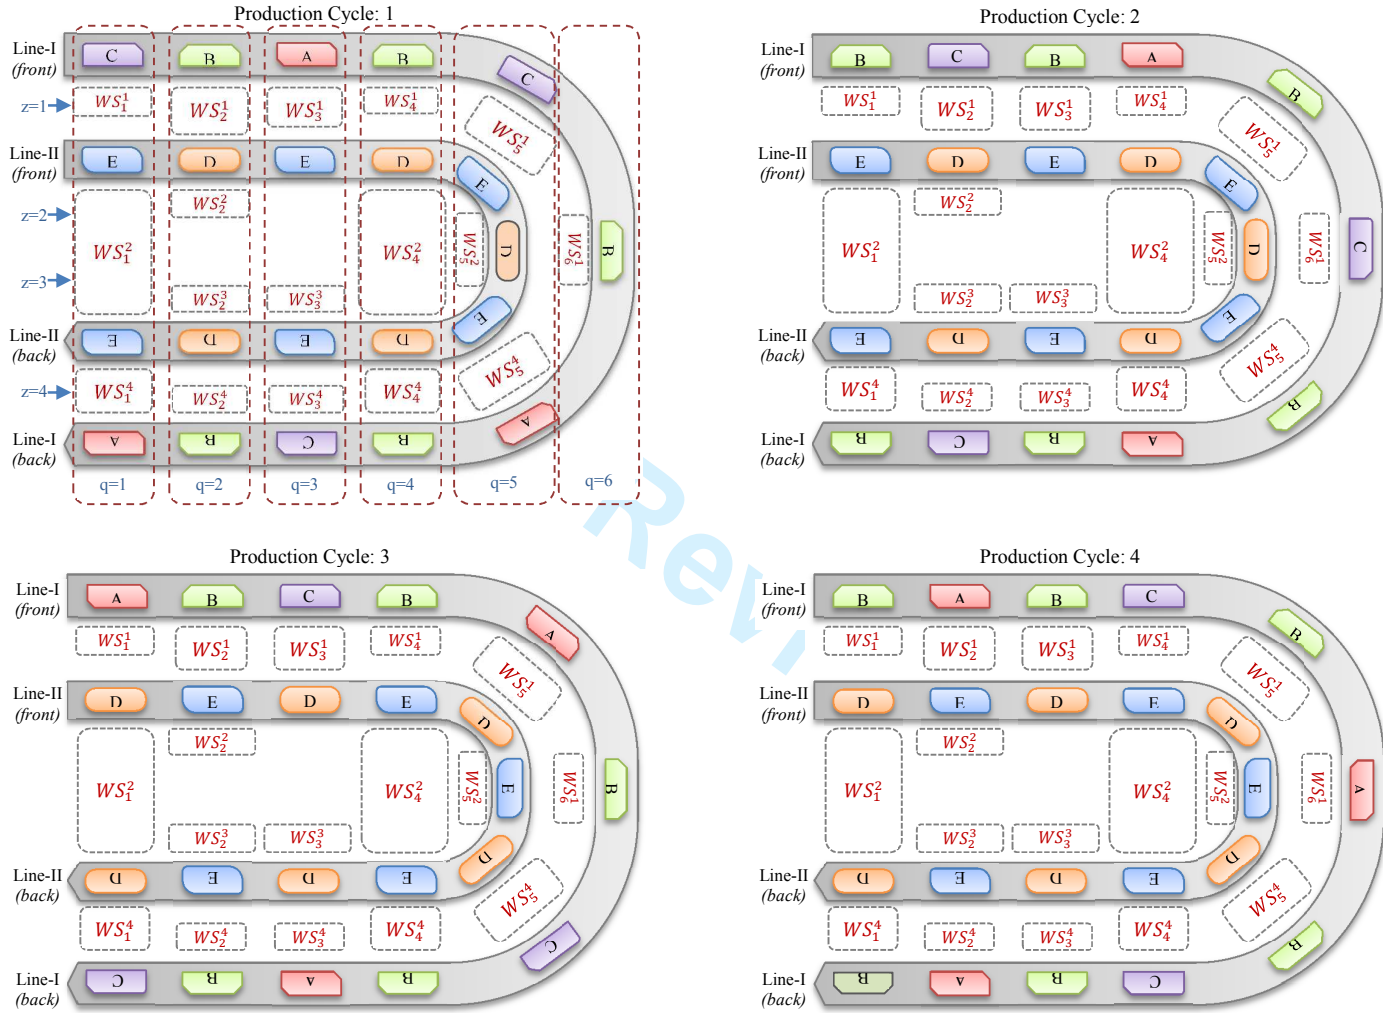 Production Cycle: 1
Line-I
(front)
C B A B C
z=1
WS₁¹ WS₂¹ WS₃¹ WS₄¹ WS₅¹
Line-II
(front)
E D E D E
z=2
WS₁² WS₂² WS₄² WS₅² D WS₆¹ B
z=3
WS₂³ WS₃³ E
Line-II
(back)
E D E D
z=4
WS₁⁴ WS₂⁴ WS₃⁴ WS₄⁴ WS₅⁴
Line-I
(back)
A B C B A
q=1 q=2 q=3 q=4 q=5 q=6
Production Cycle: 2
Line-I
(front)
B C B A B
WS₁¹ WS₂¹ WS₃¹ WS₄¹ WS₅¹
Line-II
(front)
E D E D E
WS₁² WS₂² WS₄² WS₅² D WS₆¹ C
WS₂³ WS₃³ E
Line-II
(back)
E D E D
WS₁⁴ WS₂⁴ WS₃⁴ WS₄⁴ WS₅⁴
Line-I
(back)
B C B A B
Production Cycle: 3
Line-I
(front)
A B C B A
WS₁¹ WS₂¹ WS₃¹ WS₄¹ WS₅¹
Line-II
(front)
D E D E D
WS₁² WS₂² WS₄² WS₅² E WS₆¹ B
WS₂³ WS₃³ D
Line-II
(back)
D E D E
WS₁⁴ WS₂⁴ WS₃⁴ WS₄⁴ WS₅⁴
Line-I
(back)
C B A B C
Production Cycle: 4
Line-I
(front)
B A B C B
WS₁¹ WS₂¹ WS₃¹ WS₄¹ WS₅¹
Line-II
(front)
D E D E D
WS₁² WS₂² WS₄² WS₅² E WS₆¹ A
WS₂³ WS₃³ D
Line-II
(back)
D E D E
WS₁⁴ WS₂⁴ WS₃⁴ WS₄⁴ WS₅⁴
Line-I
(back)
B A B C B